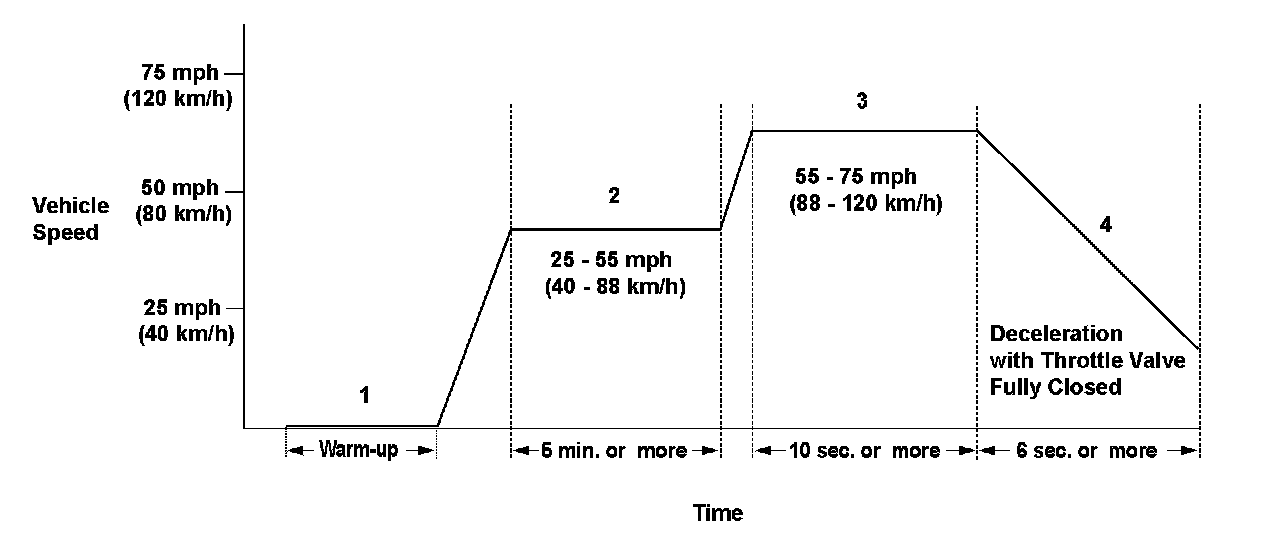 75 mph
(120 km/h)
50 mph
(80 km/h)
Vehicle
Speed
25 mph
(40 km/h)
1
2
25 - 55 mph
(40 - 88 km/h)
3
55 - 75 mph
(88 - 120 km/h)
4
Deceleration
with Throttle Valve
Fully Closed
Warm-up
min. or more
10 sec. or more
6 sec. or more
Time